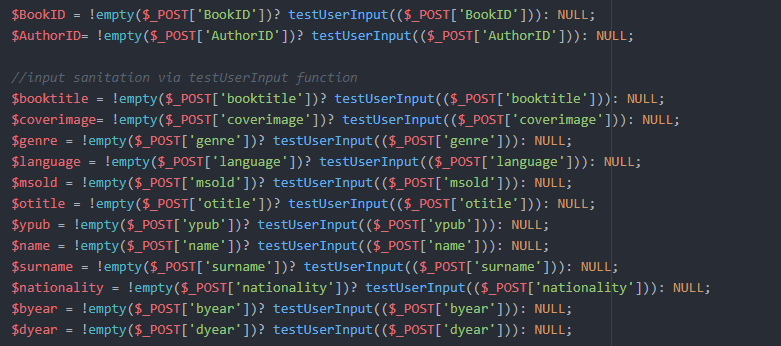 $BookID = !empty($_POST['BookID'])? testUserInput(($_POST['BookID'])): NULL;
$AuthorID= !empty($_POST['AuthorID'])? testUserInput(($_POST['AuthorID'])): NULL;
//input sanitation via testUserInput function
$booktitle = !empty($_POST['booktitle'])? testUserInput(($_POST['booktitle'])): NULL;
$coverimage= !empty($_POST['coverimage'])? testUserInput(($_POST['coverimage'])): NULL;
$genre = !empty($_POST['genre'])? testUserInput(($_POST['genre'])): NULL;
$language = !empty($_POST['language'])? testUserInput(($_POST['language'])): NULL;
$msold = !empty($_POST['msold'])? testUserInput(($_POST['msold'])): NULL;
$otitle = !empty($_POST['otitle'])? testUserInput(($_POST['otitle'])): NULL;
$ypub = !empty($_POST['ypub'])? testUserInput(($_POST['ypub'])): NULL;
$name = !empty($_POST['name'])? testUserInput(($_POST['name'])): NULL;
$surname = !empty($_POST['surname'])? testUserInput(($_POST['surname'])): NULL;
$nationality = !empty($_POST['nationality'])? testUserInput(($_POST['nationality'])): NULL;
$byear = !empty($_POST['byear'])? testUserInput(($_POST['byear'])): NULL;
$dyear = !empty($_POST['dyear'])? testUserInput(($_POST['dyear'])): NULL;